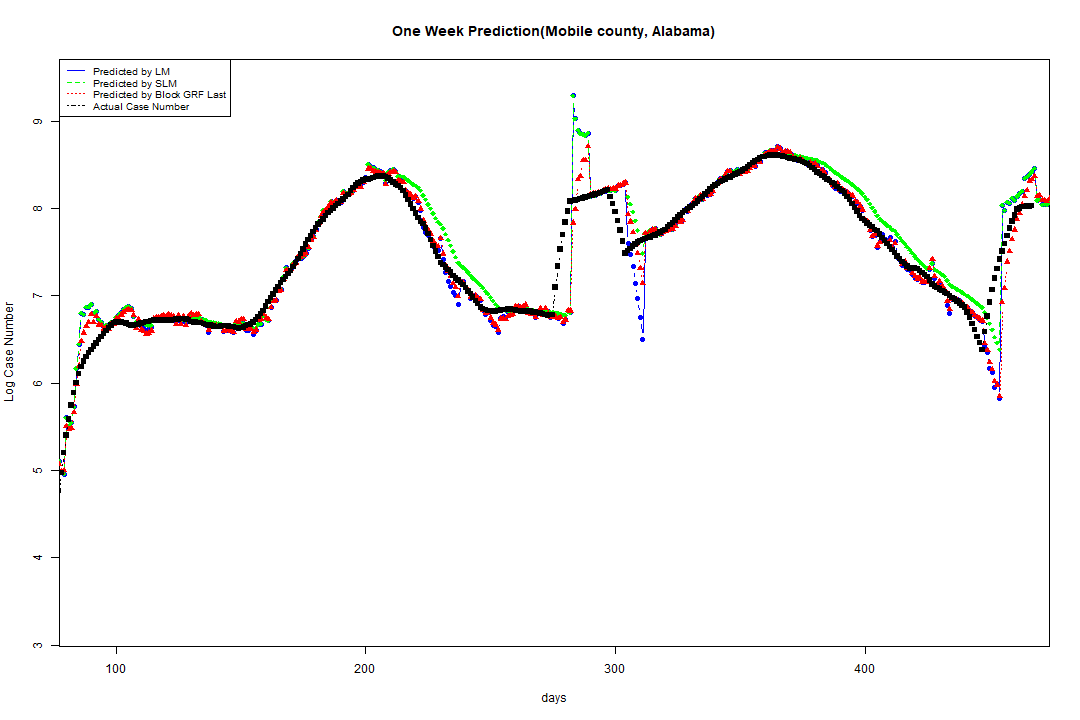 One Week Prediction(Mobile county, Alabama)
Predicted by LM
Predicted by SLM
Predicted by Block GRF Last
Actual Case Number
Log Case Number
9
8
7
6
5
4
3
100
200
300
400
days